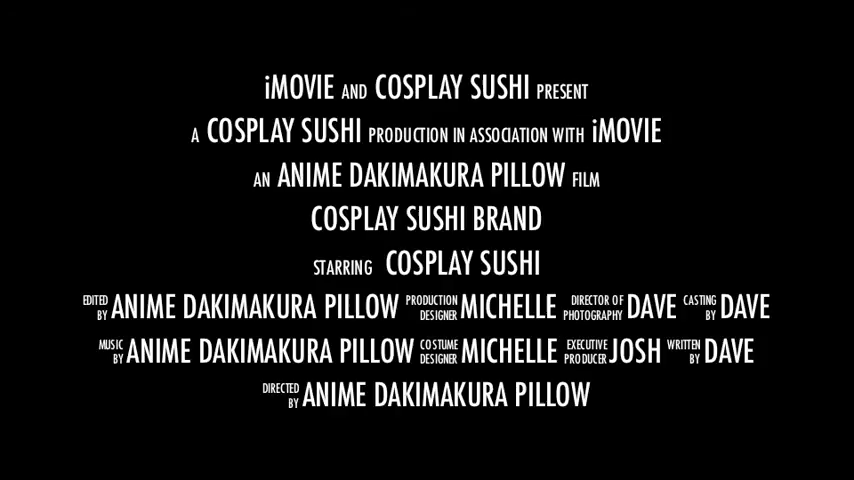 iMOVIE AND COSPLAY SUSHI PRESENT
A COSPLAY SUSHI PRODUCTION IN ASSOCIATION WITH iMOVIE
AN ANIME DAKIMAKURA PILLOW FILM
COSPLAY SUSHI BRAND
STARRING COSPLAY SUSHI
EDITED BY ANIME DAKIMAKURA PILLOW PRODUCTION DESIGNER MICHELLE DIRECTOR OF PHOTOGRAPHY DAVE CASTING BY DAVE
MUSIC BY ANIME DAKIMAKURA PILLOW COSTUME DESIGNER MICHELLE EXECUTIVE PRODUCER JOSH WRITTEN BY DAVE
DIRECTED BY ANIME DAKIMAKURA PILLOW